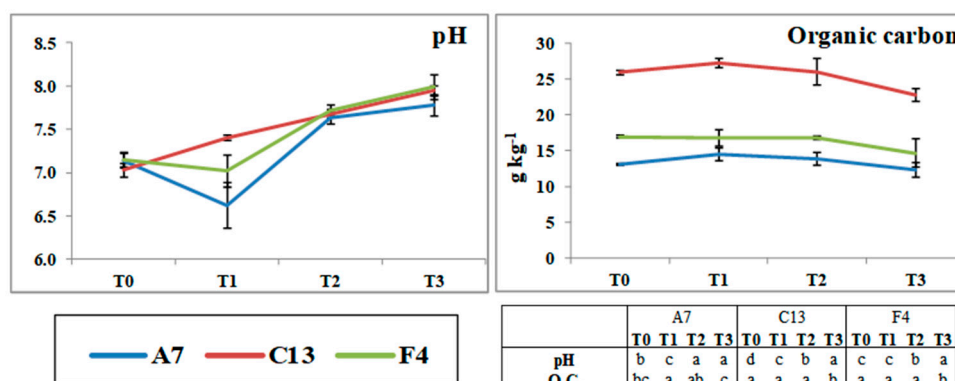 pH
8.5
8.0
7.5
7.0
6.5
6.0
T0 T1 T2 T3
Organic carbon
g kg-1
30
25
20
15
10
5
0
T0 T1 T2 T3
A7 C13 F4
A7 C13 F4
T0 T1 T2 T3 T0 T1 T2 T3 T0 T1 T2 T3
pH b c a a d c b a c c b a
O.C. bc a ab c a a a b a a a b